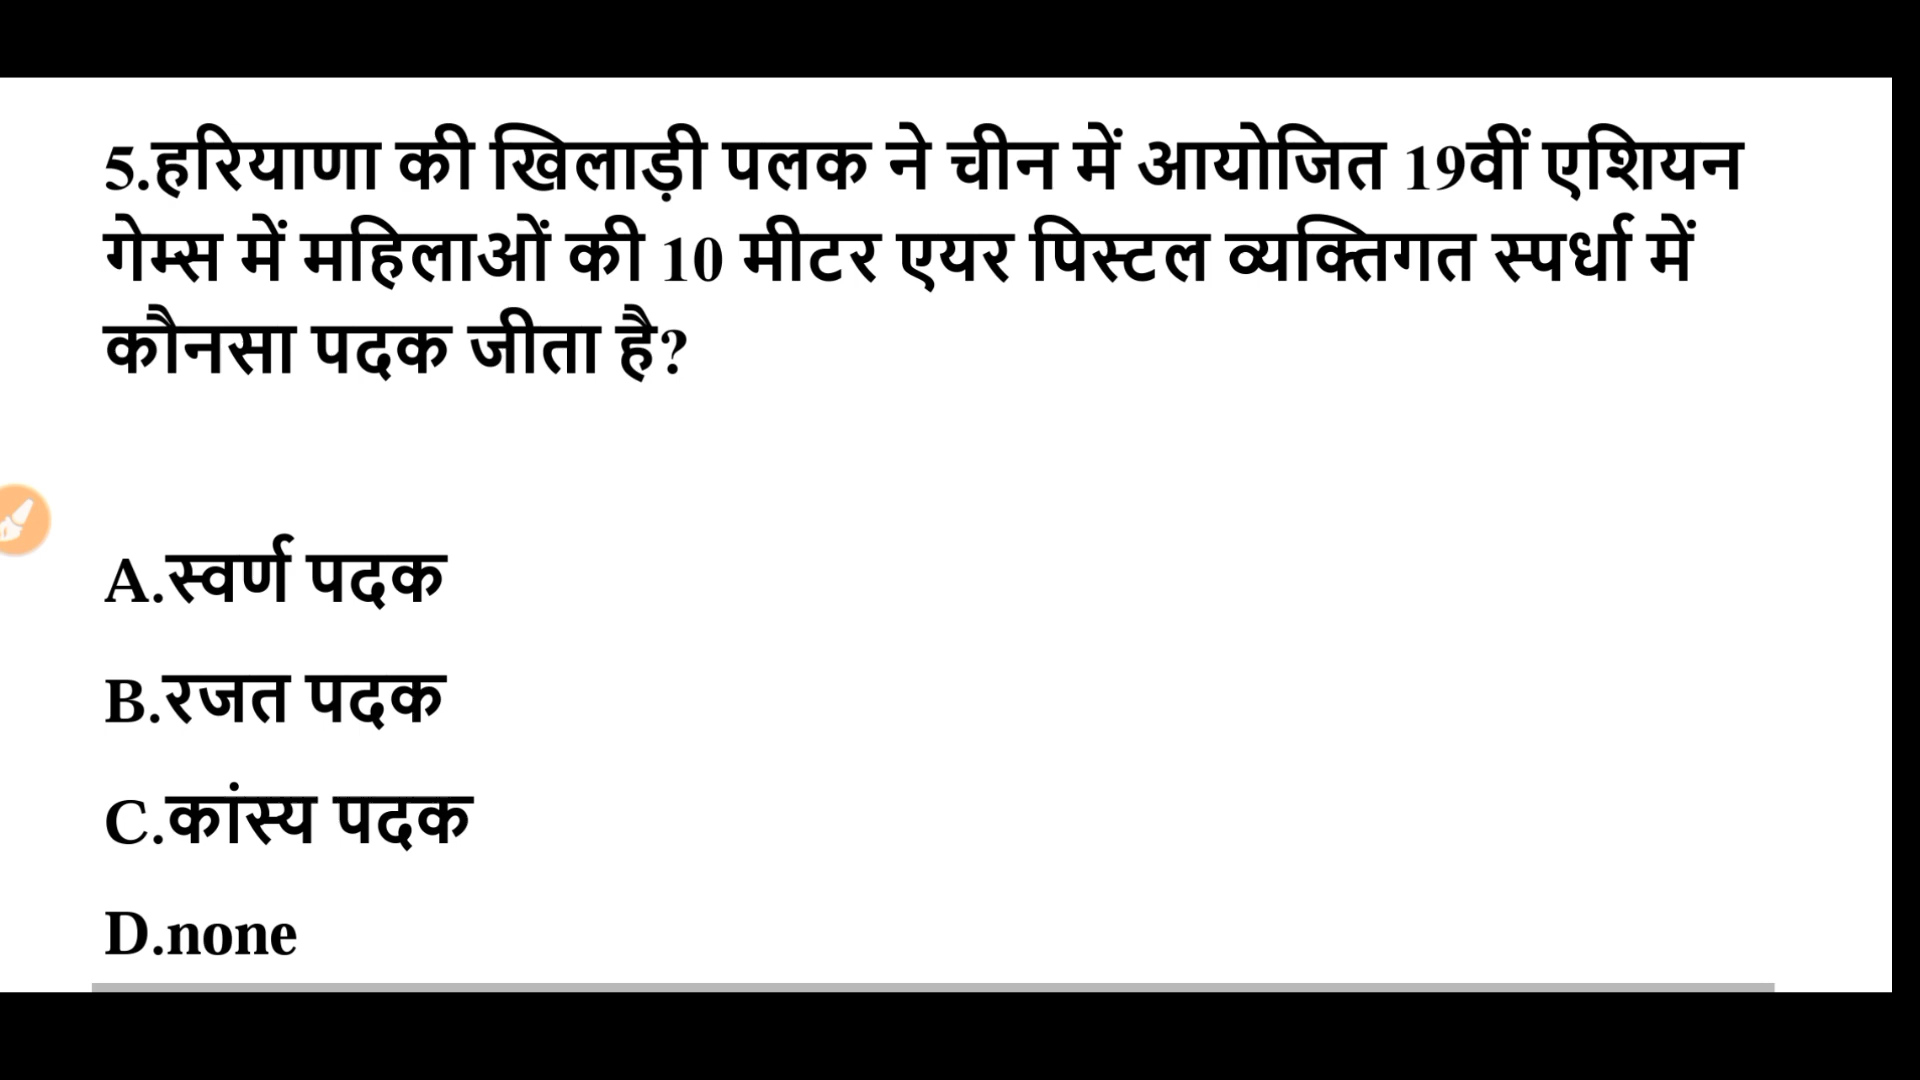 5.हरियाणा की खिलाड़ी पलक ने चीन में आयोजित 19वीं एशियन
गेम्स में महिलाओं की 10 मीटर एयर पिस्टल व्यक्तिगत स्पर्धा में
कौनसा पदक जीता है?
A.स्वर्ण पदक
B.रजत पदक
C.कांस्य पदक
D.none